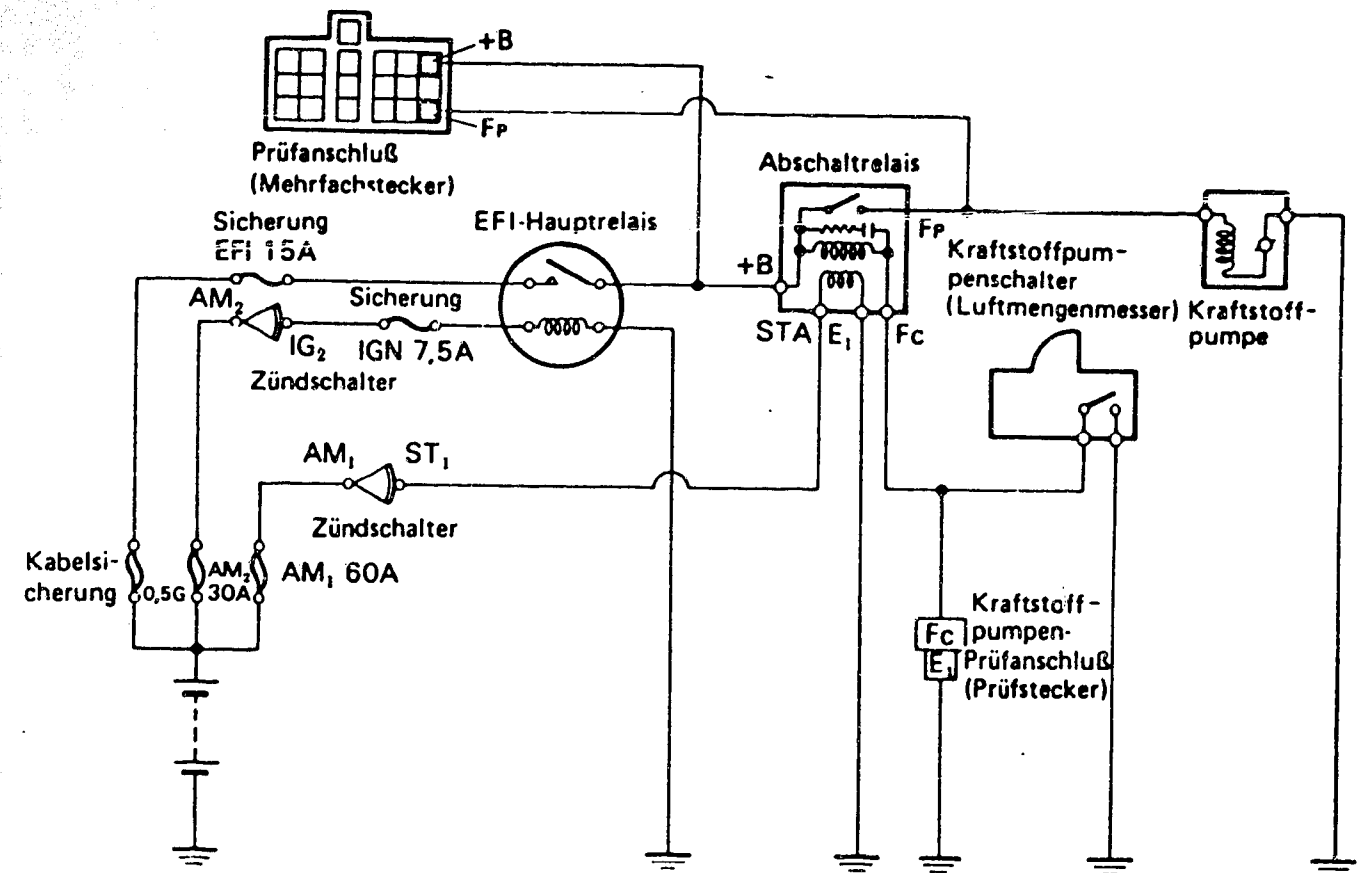 +B
FP
Prüfanschluß
(Mehrfachstecker)
Abschaltrelais
Sicherung
EFI 15A
EFI-Hauptrelais
FP
Kraftstoffpum-
penschalter
(Luftmengenmesser)
Kraftstoff-
pumpe
+B
AM2
Sicherung
IG2
IGN 7,5A
STA
E1
Fc
Zündschalter
AM1
ST1
Zündschalter
Kabelsi-
cherung
0,5G
AM2
30A
AM1 60A
Kraftstoff-
pumpen-
Prüfanschluß
(Prüfstecker)
Fc
E1